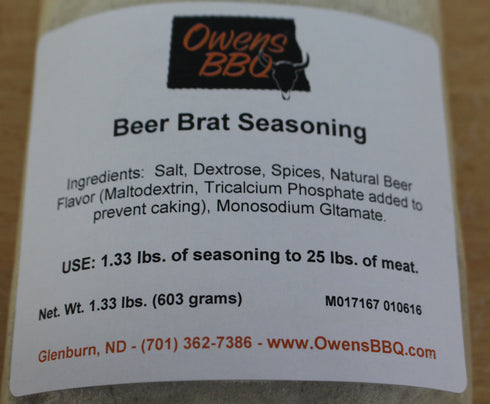 Owens
BBQ
Beer Brat Seasoning
Ingredients: Salt, Dextrose, Spices, Natural Beer
Flavor (Maltodextrin, Tricalcium Phosphate added to
prevent caking), Monosodium Gltamate.
USE: 1.33 lbs. of seasoning to 25 lbs. of meat.
Net. Wt. 1.33 lbs. (603 grams) M017167 010616
Glenburn, ND - (701) 362-7386 - www.OwensBBQ.com